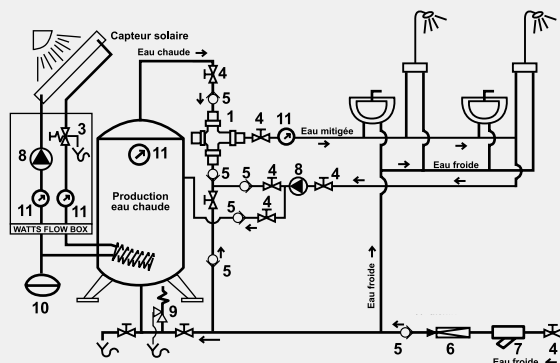 Capteur solaire
Eau chaude
4
5
1
4
11
Eau mitigée
3
8
11
5
4
8
4
Eau froide
11
11
Production
eau chaude
5
4
WATTS FLOW BOX
5
10
9
Eau froide
5
6
7
4
Eau froide